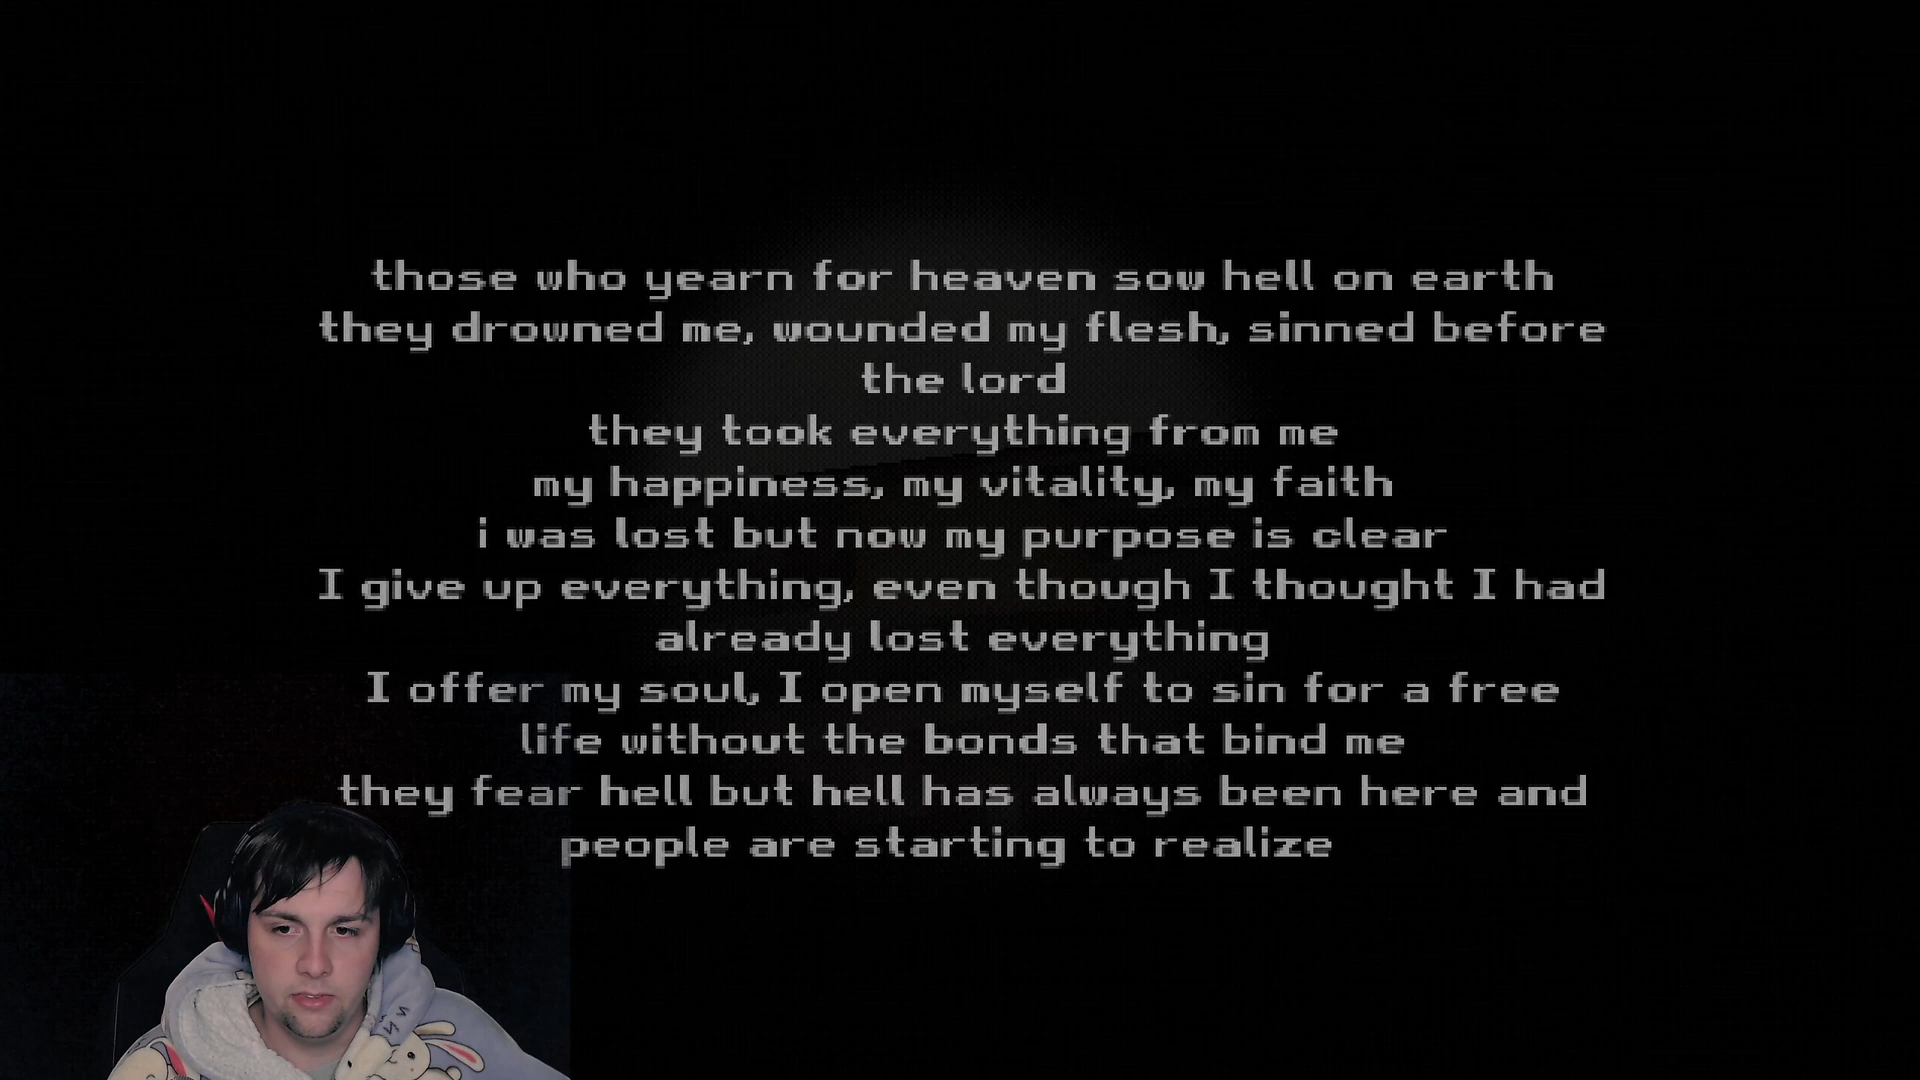 those who yearn for heaven sow hell on earth
they drowned me, wounded my flesh, sinned before
the lord
they took everything from me
my happiness, my vitality, my faith
i was lost but now my purpose is clear
I give up everything, even though I thought I had
already lost everything
I offer my soul, I open myself to sin for a free
life without the bonds that bind me
they fear hell but hell has always been here and
people are starting to realize